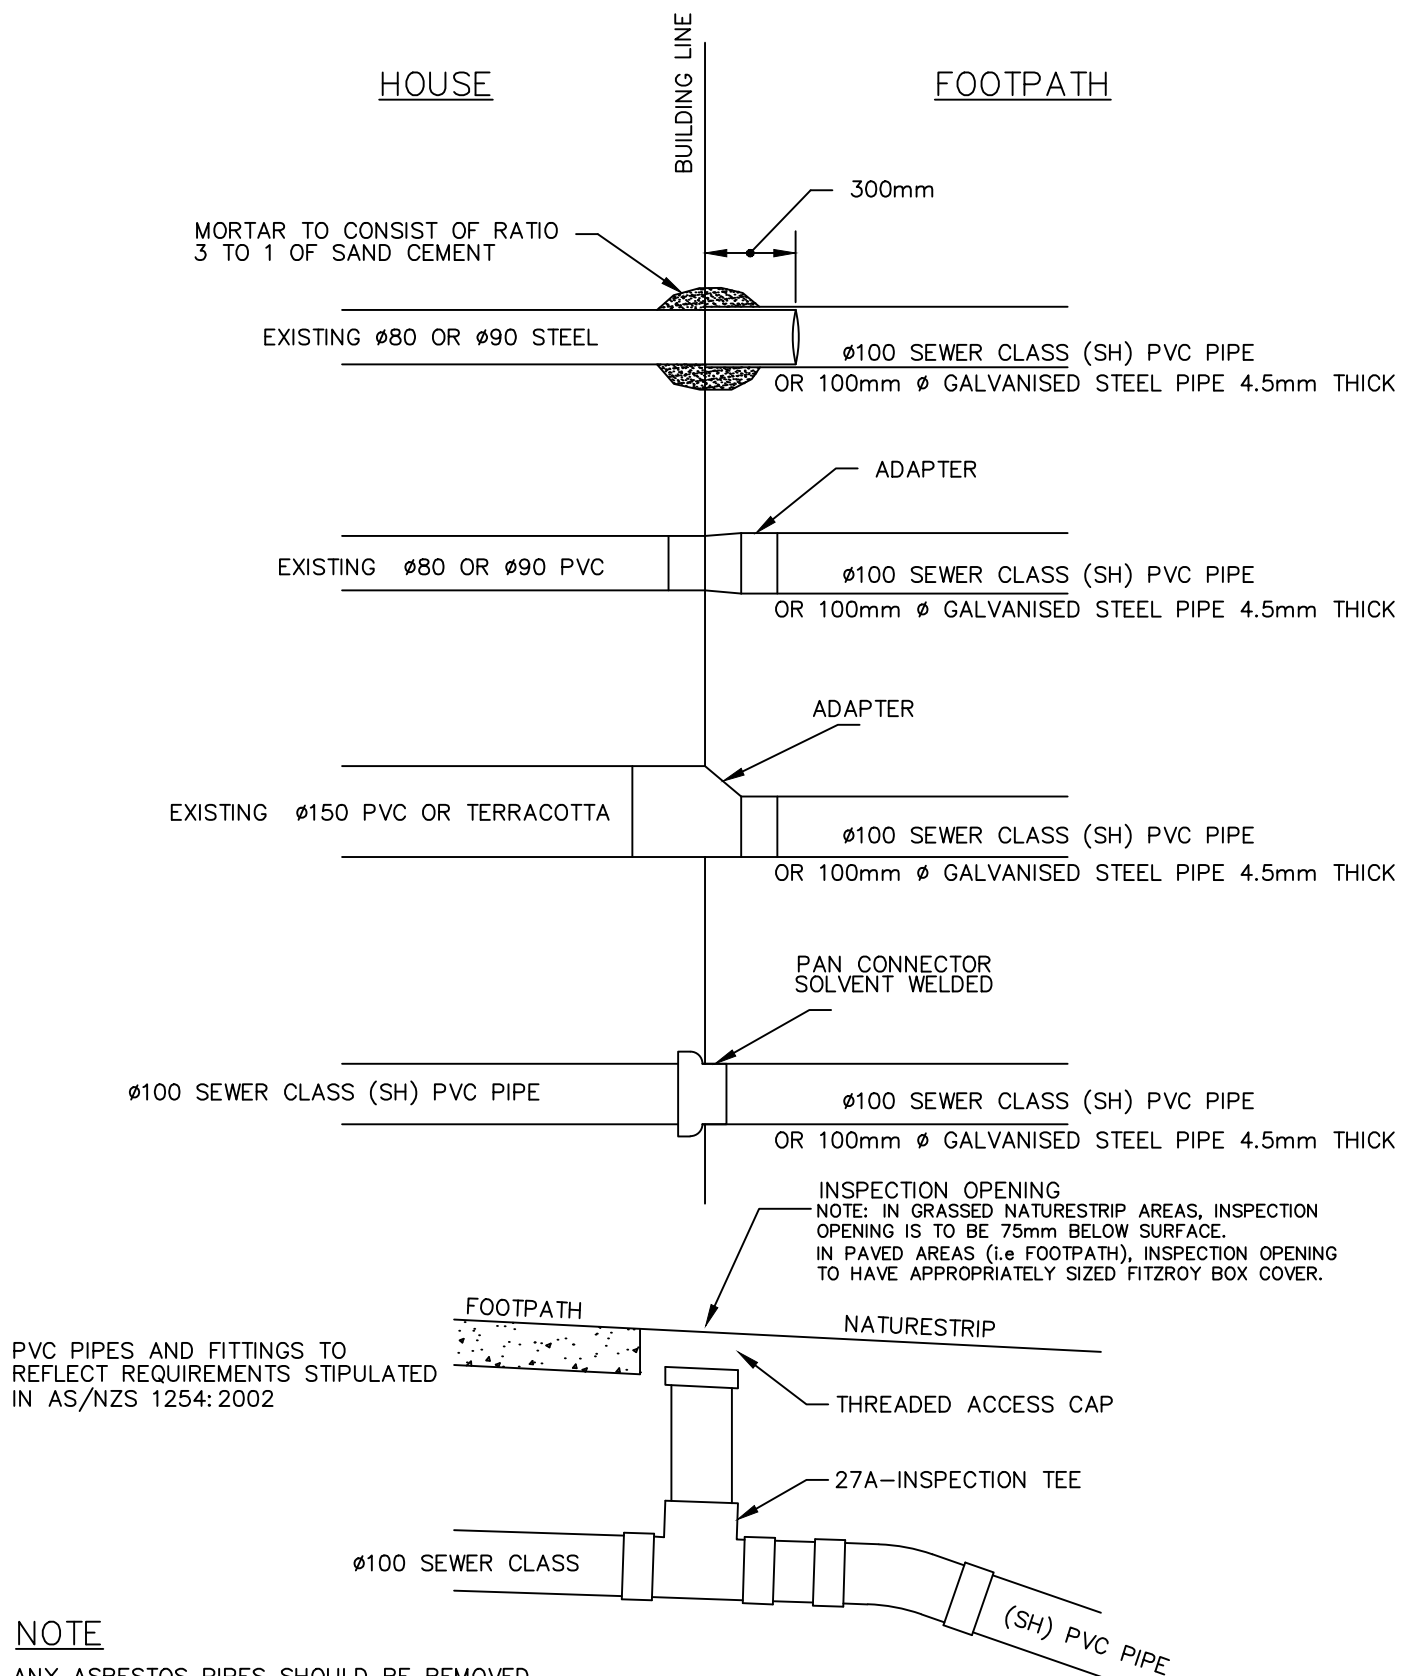 BUILDING LINE
HOUSE
FOOTPATH
300mm
MORTAR TO CONSIST OF RATIO
3 TO 1 OF SAND CEMENT
EXISTING ø80 OR ø90 STEEL
ø100 SEWER CLASS (SH) PVC PIPE
OR 100mm ø GALVANISED STEEL PIPE 4.5mm THICK
ADAPTER
EXISTING ø80 OR ø90 PVC
ø100 SEWER CLASS (SH) PVC PIPE
OR 100mm ø GALVANISED STEEL PIPE 4.5mm THICK
ADAPTER
EXISTING ø150 PVC OR TERRACOTTA
ø100 SEWER CLASS (SH) PVC PIPE
OR 100mm ø GALVANISED STEEL PIPE 4.5mm THICK
PAN CONNECTOR
SOLVENT WELDED
ø100 SEWER CLASS (SH) PVC PIPE
ø100 SEWER CLASS (SH) PVC PIPE
OR 100mm ø GALVANISED STEEL PIPE 4.5mm THICK
INSPECTION OPENING
NOTE: IN GRASSED NATURESTRIP AREAS, INSPECTION
OPENING IS TO BE 75mm BELOW SURFACE.
IN PAVED AREAS (i.e FOOTPATH), INSPECTION OPENING
TO HAVE APPROPRIATELY SIZED FITZROY BOX COVER.
FOOTPATH
NATURESTRIP
PVC PIPES AND FITTINGS TO
REFLECT REQUIREMENTS STIPULATED
IN AS/NZS 1254:2002
THREADED ACCESS CAP
27A-INSPECTION TEE
ø100 SEWER CLASS
(SH) PVC PIPE
NOTE
ANY ASBESTOS PIPES SHOULD BE REMOVED